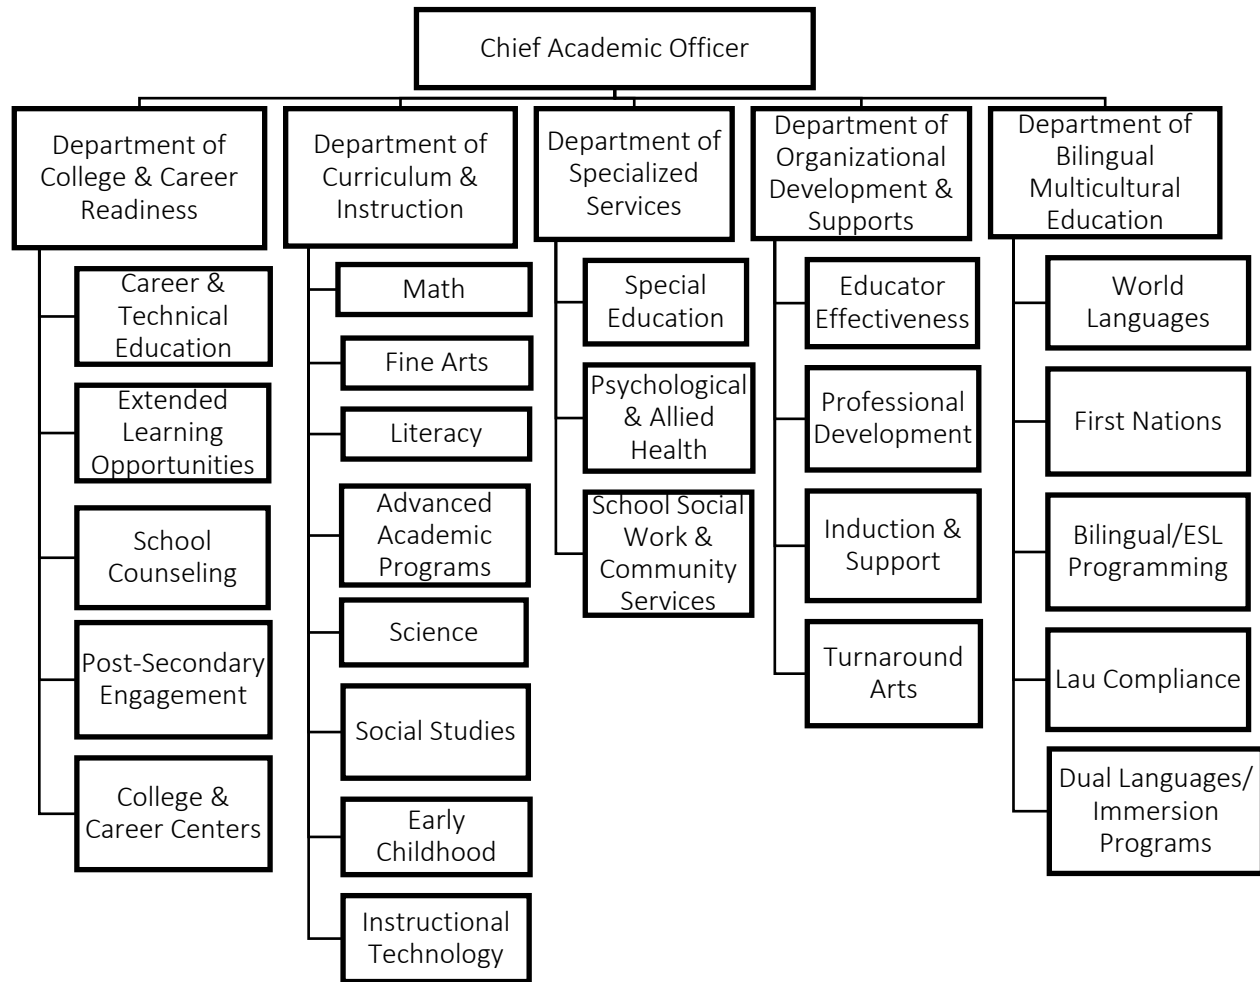 Chief Academic Officer
Department of
College & Career
Readiness
Career &
Technical
Education
Extended
Learning
Opportunities
School
Counseling
Post-Secondary
Engagement
College &
Career Centers
Department of
Curriculum &
Instruction
Math
Fine Arts
Literacy
Advanced
Academic
Programs
Science
Social Studies
Early
Childhood
Instructional
Technology
Department of
Specialized
Services
Special
Education
Psychological
& Allied
Health
School Social
Work &
Community
Services
Department of
Organizational
Development &
Supports
Educator
Effectiveness
Professional
Development
Induction &
Support
Turnaround
Arts
Department of
Bilingual
Multicultural
Education
World
Languages
First Nations
Bilingual/ESL
Programming
Lau Compliance
Dual Languages/
Immersion
Programs